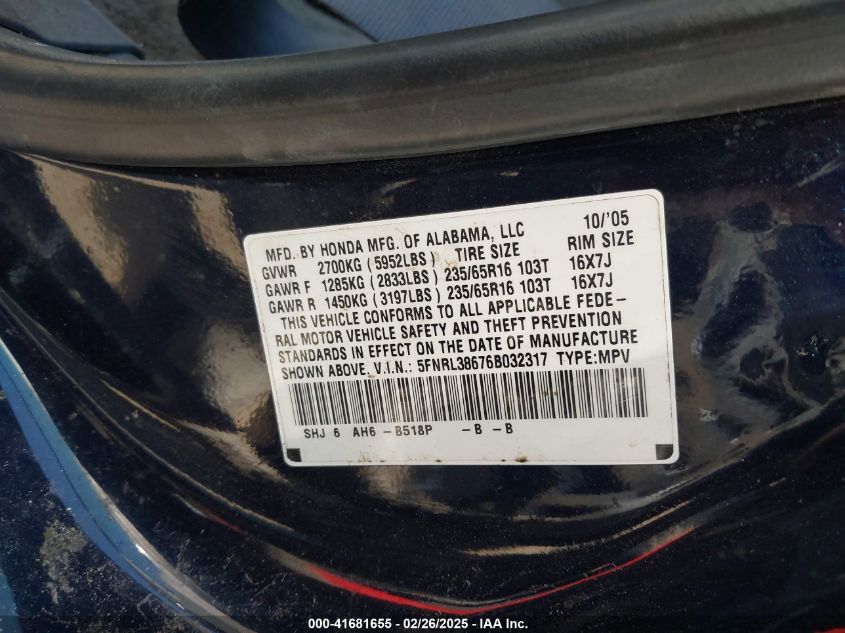 MFD. BY HONDA MFG. OF ALABAMA, LLC 10/'05
GVWR 2700KG (5952LBS) TIRE SIZE RIM SIZE
GAWR F 1285KG (2833LBS) 235/65R16 103T 16X7J
GAWR R 1450KG (3197LBS) 235/65R16 103T 16X7J
THIS VEHICLE CONFORMS TO ALL APPLICABLE FEDE-
RAL MOTOR VEHICLE SAFETY AND THEFT PREVENTION
STANDARDS IN EFFECT ON THE DATE OF MANUFACTURE
SHOWN ABOVE. V.I.N.: 5FNRL38676B032317 TYPE:MPV
SHJ 6 AH6 -B518P -B -B
000-41681655 - 02/26/2025 - IAA Inc.